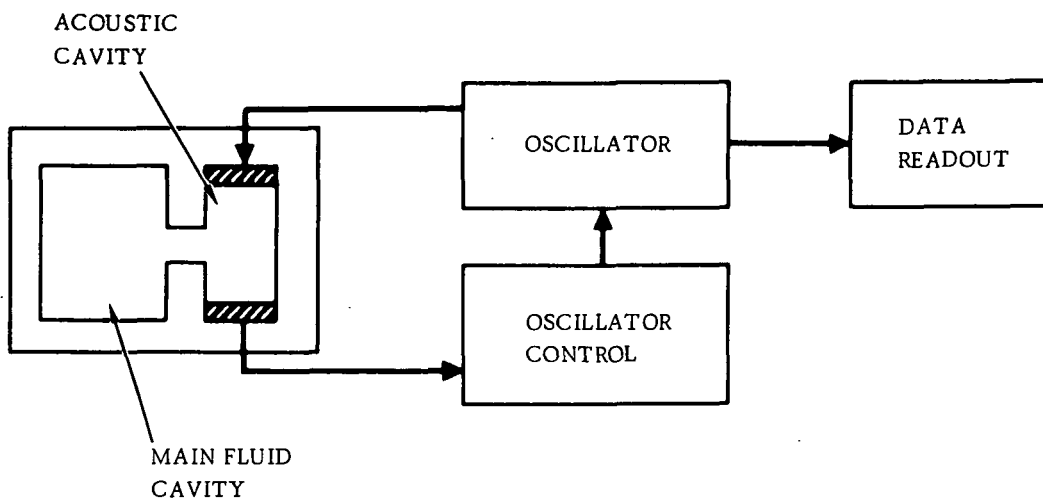 ACOUSTIC
CAVITY
OSCILLATOR
DATA
READOUT
OSCILLATOR
CONTROL
MAIN FLUID
CAVITY